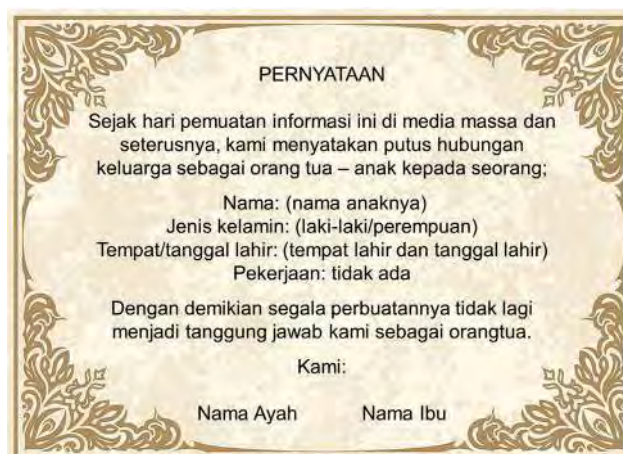 PERNYATAAN
Sejak hari pemuatan informasi ini di media massa dan
seterusnya, kami menyatakan putus hubungan
keluarga sebagai orang tua – anak kepada seorang;
Nama: (nama anaknya)
Jenis kelamin: (laki-laki/perempuan)
Tempat/tanggal lahir: (tempat lahir dan tanggal lahir)
Pekerjaan: tidak ada
Dengan demikian segala perbuatannya tidak lagi
menjadi tanggung jawab kami sebagai orangtua.
Kami:
Nama Ayah Nama Ibu